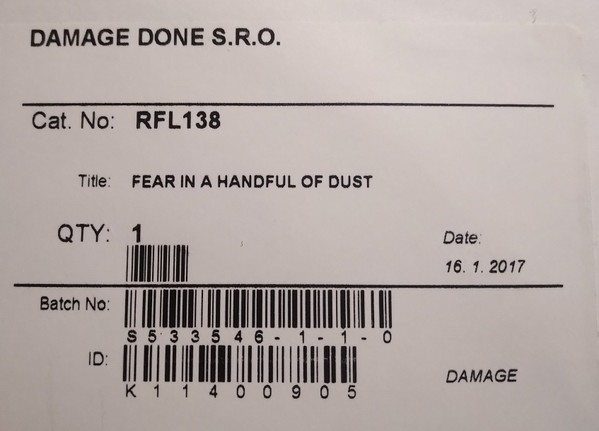 DAMAGE DONE S.R.O.
Cat. No: RFL138
Title: FEAR IN A HANDFUL OF DUST
QTY: 1
Date:
16. 1. 2017
Batch No:
S533546-1-1-0
ID:
K11400905
DAMAGE